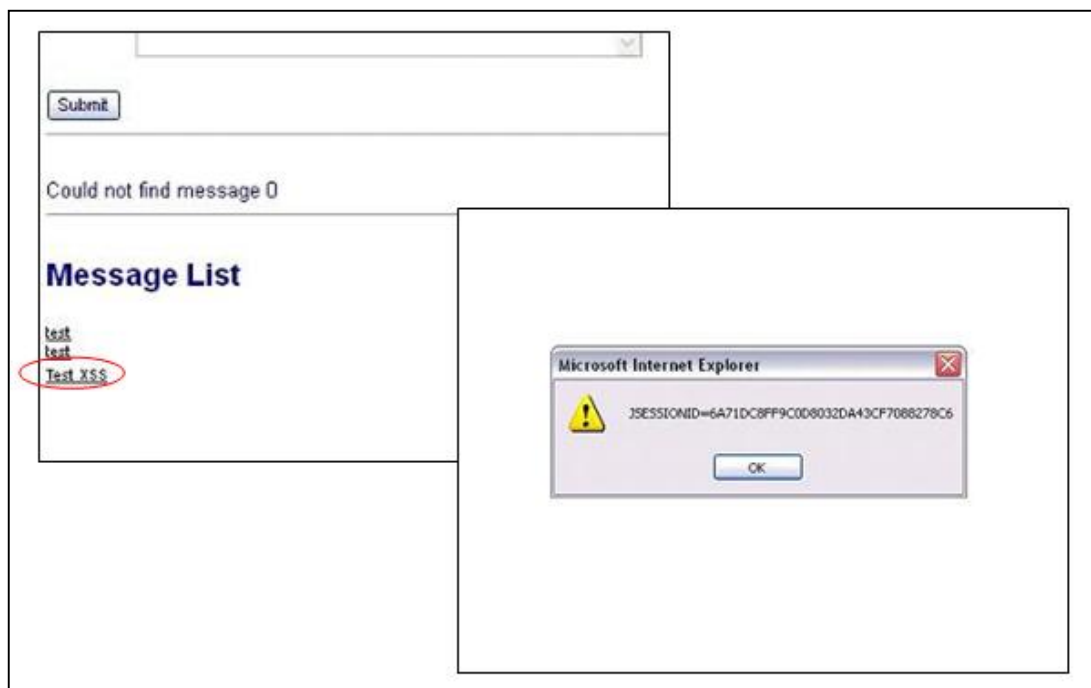 Submit
Could not find message 0
Message List
test
test
Test XSS
Microsoft Internet Explorer
JSESSIONID=6A71DC8FF9C0D8032DA43CF7088278C6
OK